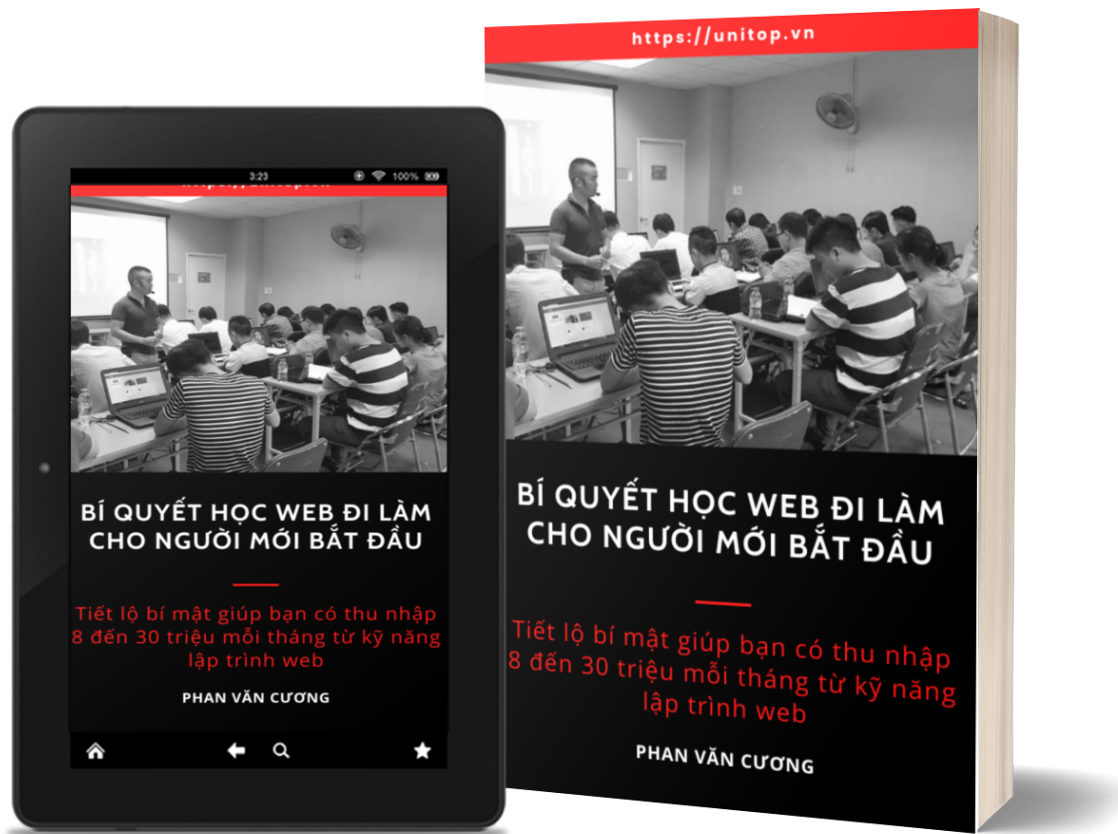 https://unitop.vn
BÍ QUYẾT HỌC WEB ĐI LÀM
CHO NGƯỜI MỚI BẮT ĐẦU
Tiết lộ bí mật giúp bạn có thu nhập
8 đến 30 triệu mỗi tháng từ kỹ năng
lập trình web
PHAN VĂN CƯƠNG
3:23
100%
BÍ QUYẾT HỌC WEB ĐI LÀM
CHO NGƯỜI MỚI BẮT ĐẦU
Tiết lộ bí mật giúp bạn có thu nhập
8 đến 30 triệu mỗi tháng từ kỹ năng
lập trình web
PHAN VĂN CƯƠNG